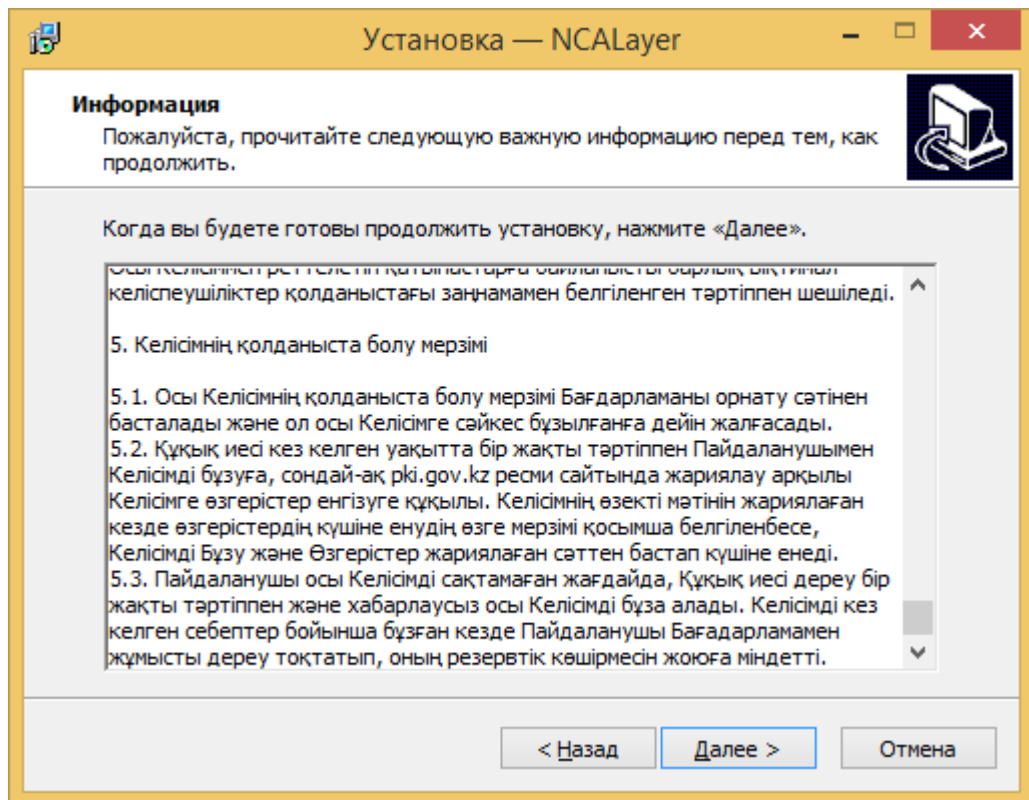 Установка — NCALayer
Информация
Пожалуйста, прочитайте следующую важную информацию перед тем, как
продолжить.
Когда вы будете готовы продолжить установку, нажмите «Далее».
Осы Келісіммен реттелетін қатынастарға байланысты барлық ықтимал
келіспеушіліктер қолданыстағы заңнамамен белгіленген тәртіппен шешіледі.
5. Келісімнің қолданыста болу мерзімі
5.1. Осы Келісімнің қолданыста болу мерзімі Бағдарламаны орнату сәтінен
басталады және ол осы Келісімге сәйкес бұзылғанға дейін жалғасады.
5.2. Құқық иесі кез келген уақытта бір жақты тәртіппен Пайдаланушымен
Келісімді бұзуға, сондай-ақ pki.gov.kz ресми сайтында жариялау арқылы
Келісімге өзгерістер енгізуге құқылы. Келісімнің өзекті мәтінін жариялаған
кезде өзгерістердің күшіне енудің өзге мерзімі қосымша белгіленбесе,
Келісімді Бұзу және Өзгерістер жариялаған сәттен бастап күшіне енеді.
5.3. Пайдаланушы осы Келісімді сақтамаған жағдайда, Құқық иесі дереу бір
жақты тәртіппен және хабарлаусыз осы Келісімді бұза алады. Келісімді кез
келген себептер бойынша бұзған кезде Пайдаланушы Бағадарламамен
жұмысты дереу тоқтатып, оның резервтік көшірмесін жоюға міндетті.
< Назад
Далее >
Отмена